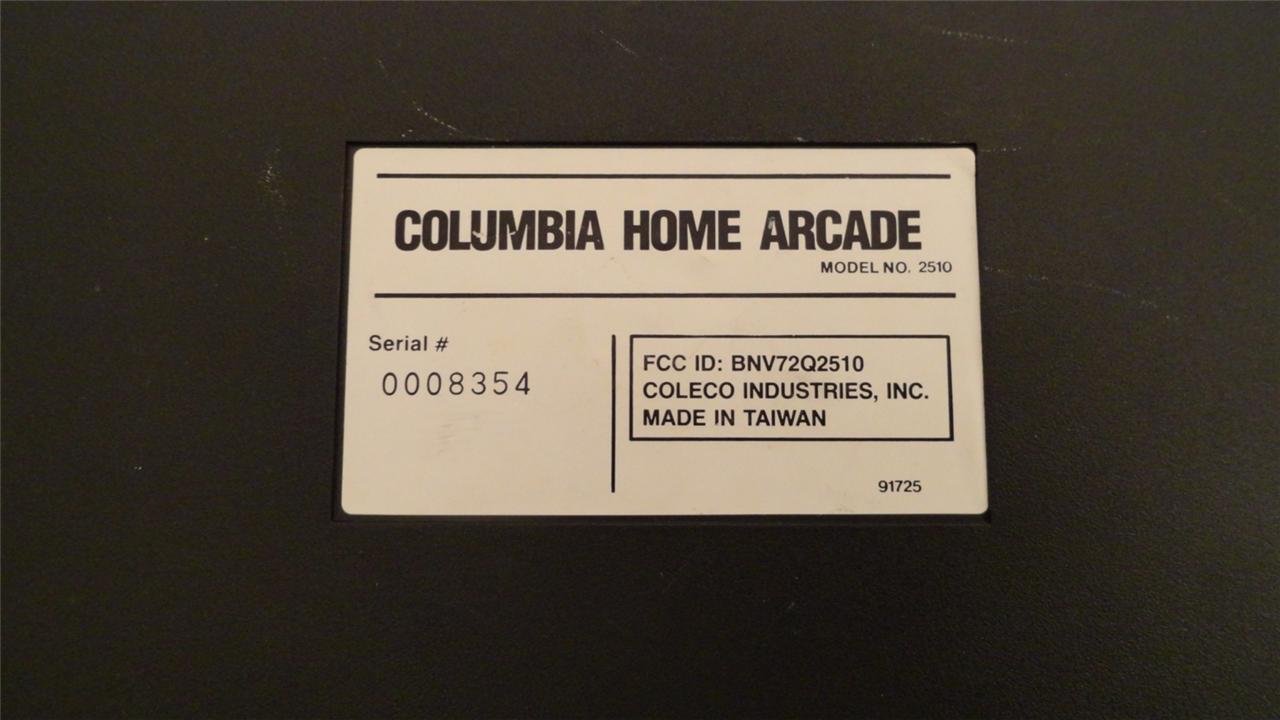 COLUMBIA HOME ARCADE
MODEL NO. 2510
Serial #
0008354
FCC ID: BNV72Q2510
COLECO INDUSTRIES, INC.
MADE IN TAIWAN
91725